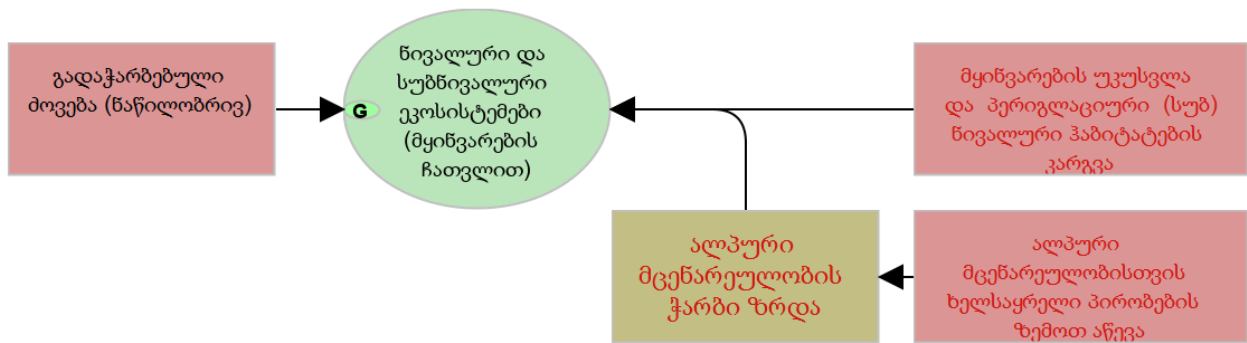 გადაჭარბებული
ძოვება (ნაწილობრივ)
G
ნივალური და
სუბნივალური
ეკოსისტემები
(მყინვარების
ჩათვლით)
მყინვარების უკუსვლა
და პერიგლაციური (სუბ)
ნივალური ჰაბიტატების
კარგვა
ალპური
მცენარეულობის
ჭარბი ზრდა
ალპური
მცენარეულობისთვის
ხელსაყრელი პირობების
ზემოთ აწევა